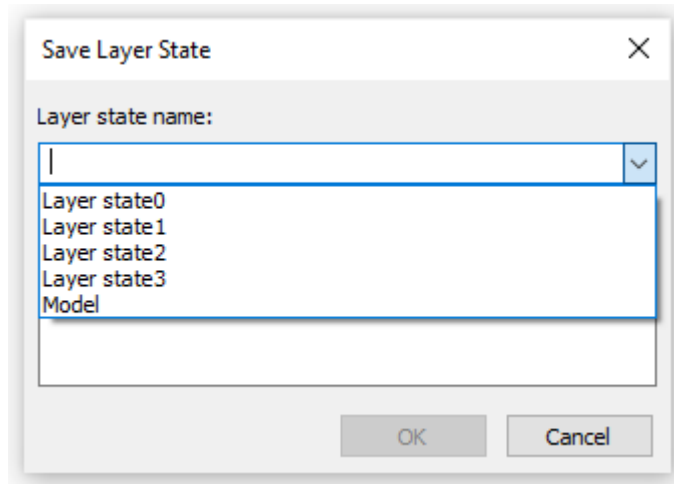 Save Layer State
Layer state name:
Layer state0
Layer state1
Layer state2
Layer state3
Model
OK
Cancel